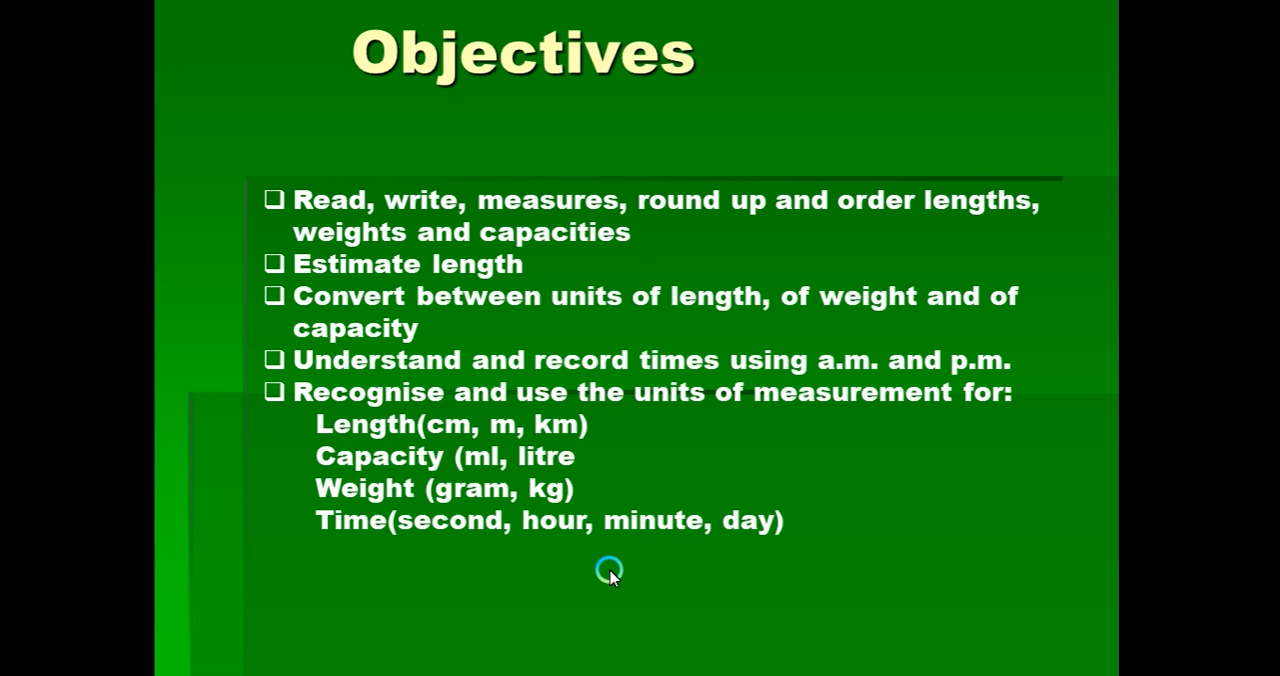 Objectives
❑ Read, write, measures, round up and order lengths,
weights and capacities
❑ Estimate length
❑ Convert between units of length, of weight and of
capacity
❑ Understand and record times using a.m. and p.m.
❑ Recognise and use the units of measurement for:
Length(cm, m, km)
Capacity (ml, litre
Weight (gram, kg)
Time(second, hour, minute, day)